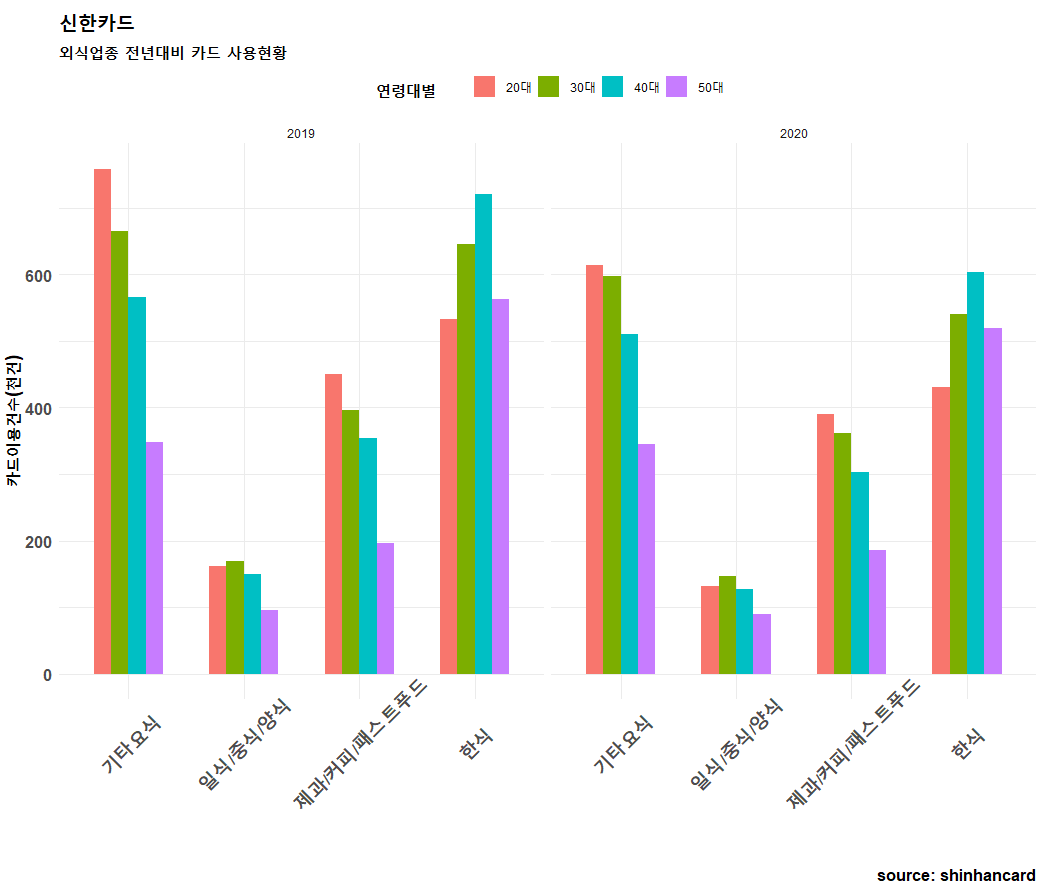 신한카드
외식업종 전년대비 카드 사용현황
연령대별 20대 30대 40대 50대
2019 2020
카드이용건수(천건)
600
400
200
0
기타요식 일식/중식/양식 제과/커피/패스트푸드 한식 기타요식 일식/중식/양식 제과/커피/패스트푸드 한식
source: shinhancard